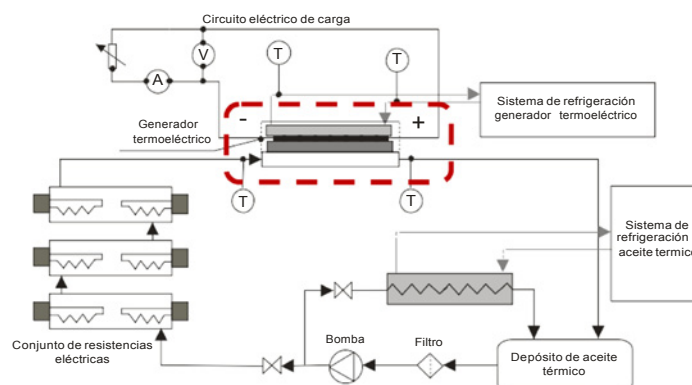 Circuito eléctrico de carga
V
T
T
A
Sistema de refrigeración
generador termoeléctrico
-
+
Generador
termoeléctrico
T
T
Sistema de
refrigeración
aceite termico
Bomba
Filtro
Conjunto de resistencias
eléctricas
Depósito de aceite
térmico